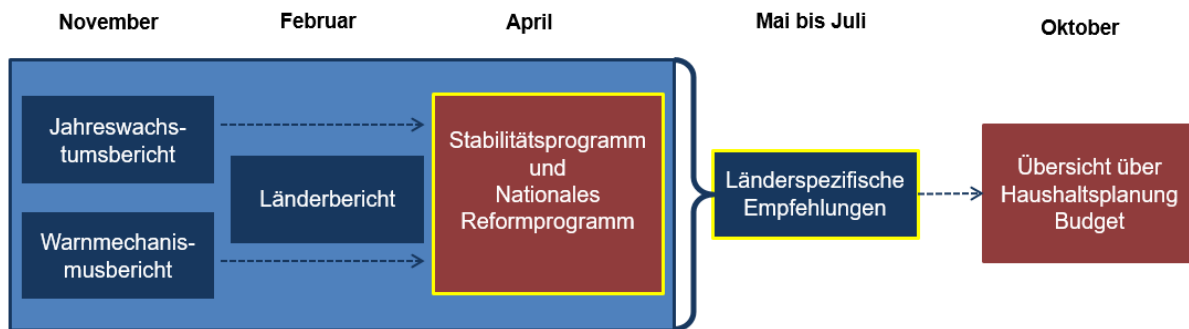 November
Februar
April
Mai bis Juli
Oktober
Jahreswachs-
tumsbericht
Warnmechanis-
musbericht
Länderbericht
Stabilitätsprogramm
und
Nationales
Reformprogramm
Länderspezifische
Empfehlungen
Übersicht über
Haushaltsplanung
Budget